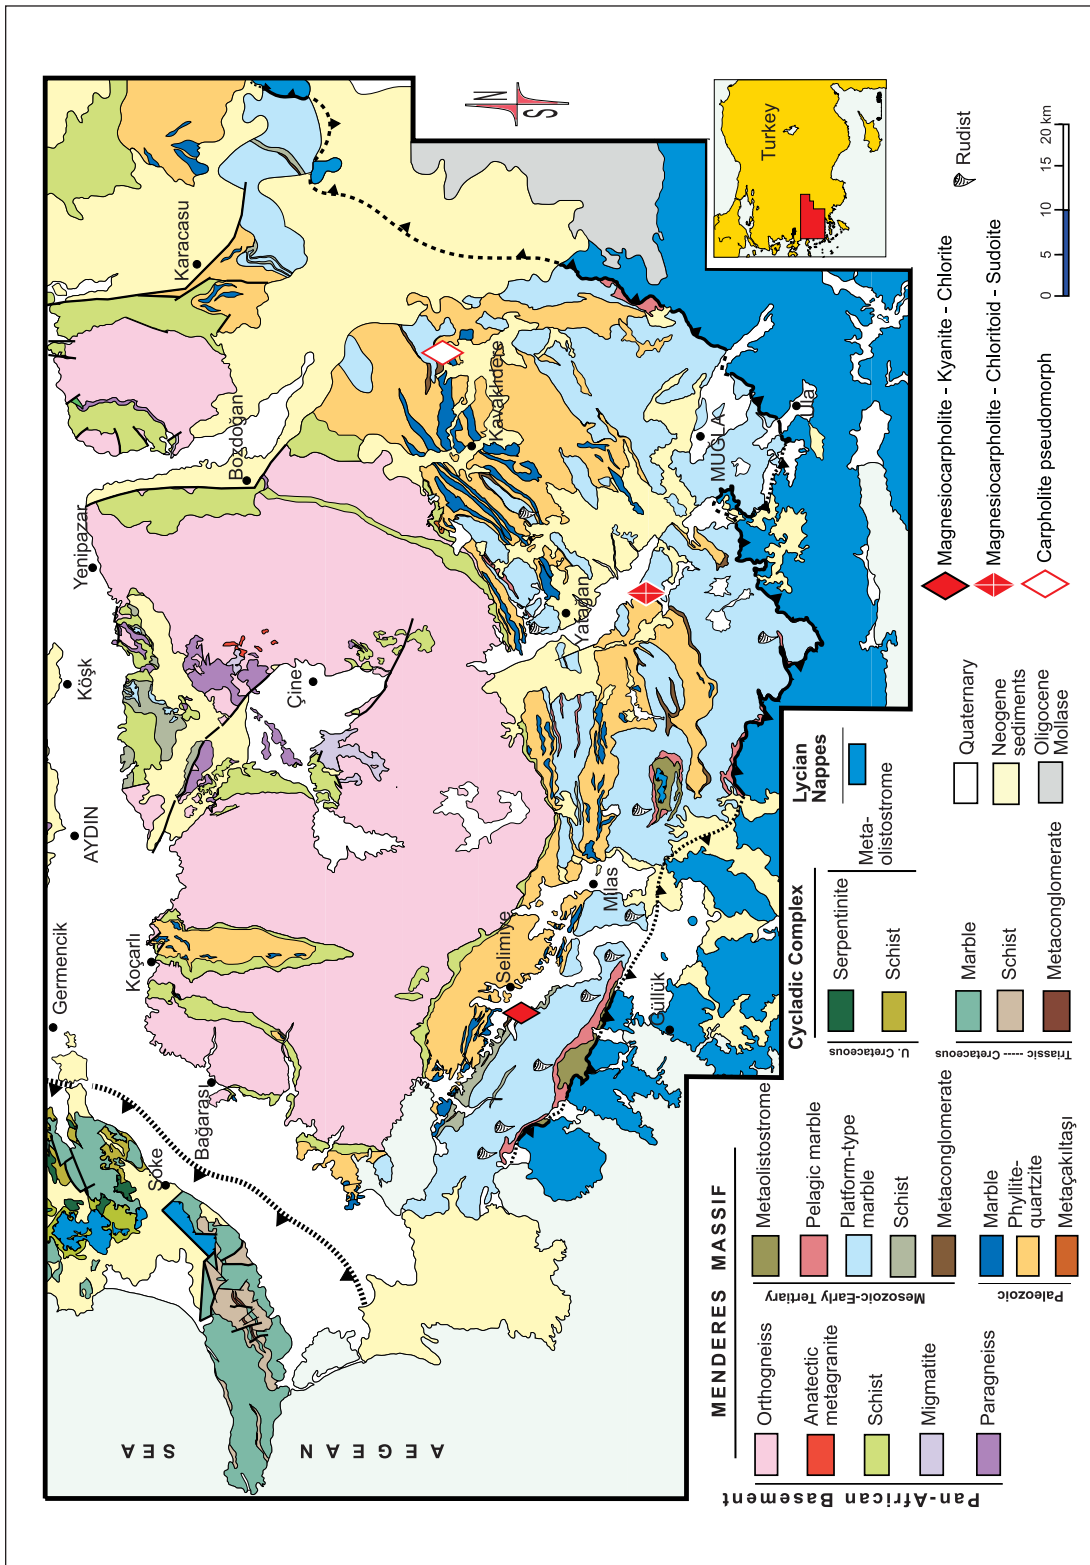 Germencik
AYDIN
Köşk
Yenipazar
Koçarlı
Bağarası
Söke
Bozdoğan
Karacasu
Çine
Selimiye
Milas
Güllük
Yatağan
Kavaklıdere
MUĞLA
Ula
AEGEAN
SEA
N
S
Turkey
MENDERES MASSIF
Pan-African Basement
Orthogneiss
Anatectic
metagranite
Schist
Migmatite
Paragneiss
Mesozoic-Early Tertiary
Metaolistostrome
Pelagic marble
Platform-type
marble
Schist
Metaconglomerate
Paleozoic
Marble
Phyllite-
quartzite
Metaçakıltaşı
Cycladic Complex
U. Cretaceous
Serpentinite
Schist
Meta-
olistostrome
Triassic ---- Cretaceous
Marble
Schist
Metaconglomerate
Lycian
Nappes
Quaternary
Neogene
sediments
Oligocene
Mollase
Magnesiocarpholite - Kyanite - Chlorite
Magnesiocarpholite - Chloritoid - Sudoite
Carpholite pseudomorph
Rudist
0 5 10 15 20 km